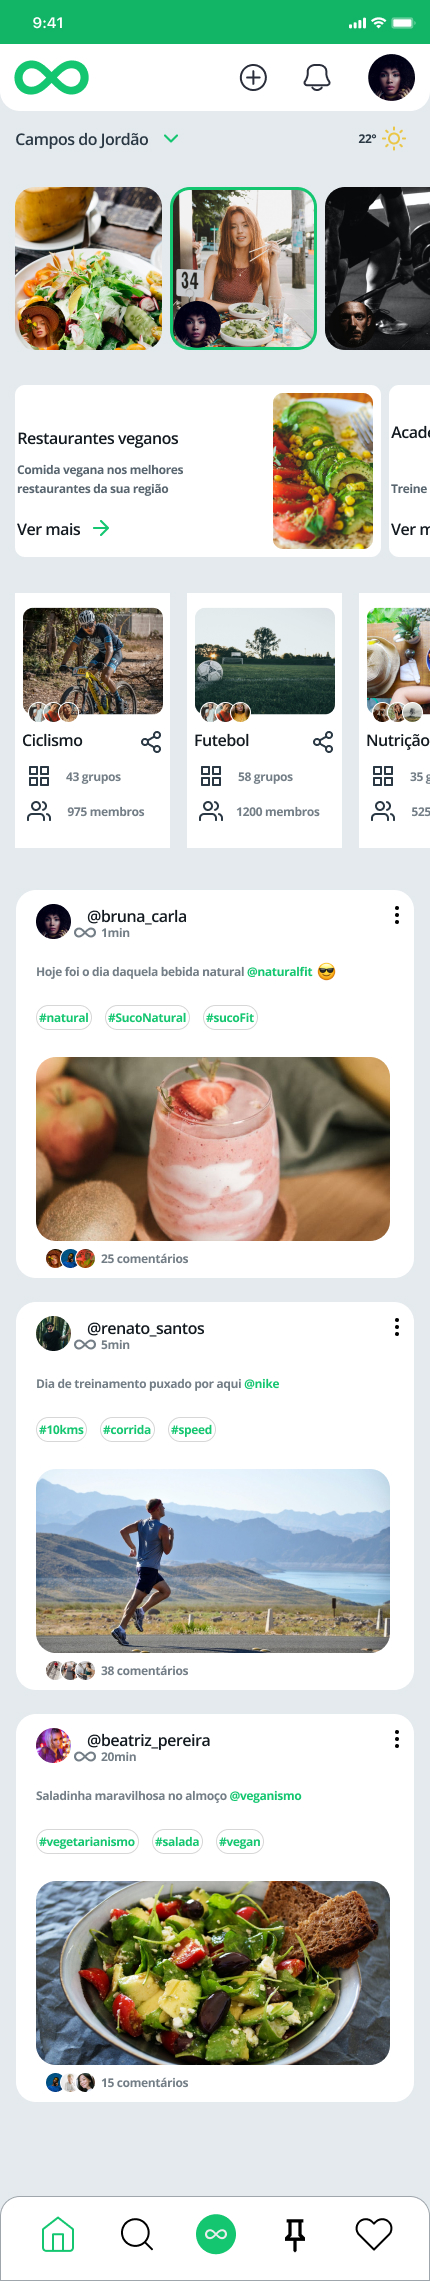 9:41
Campos do Jordão
22º
34
Restaurantes veganos
Comida vegana nos melhores
restaurantes da sua região
Ver mais
Acade
Treine
Ver m
Ciclismo
43 grupos
975 membros
Futebol
58 grupos
1200 membros
Nutrição
35 g
525
@bruna_carla
1min
Hoje foi o dia daquela bebida natural @naturalfit 😎
#natural #SucoNatural #sucoFit
25 comentários
@renato_santos
5min
Dia de treinamento puxado por aqui @nike
#10kms #corrida #speed
38 comentários
@beatriz_pereira
20min
Saladinha maravilhosa no almoço @veganismo
#vegetarianismo #salada #vegan
15 comentários